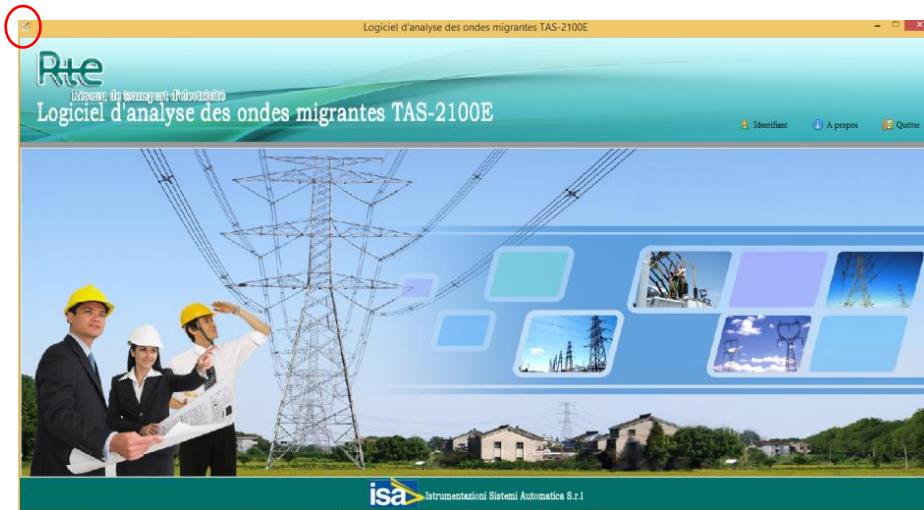 Logiciel d'analyse des ondes migrantes TAS-2100E
Rte
Réseau de transport d'électricité
Logiciel d'analyse des ondes migrantes TAS-2100E
Identifiant A propos Quitter
isa Istrumentazioni Sistemi Automatica S.r.l